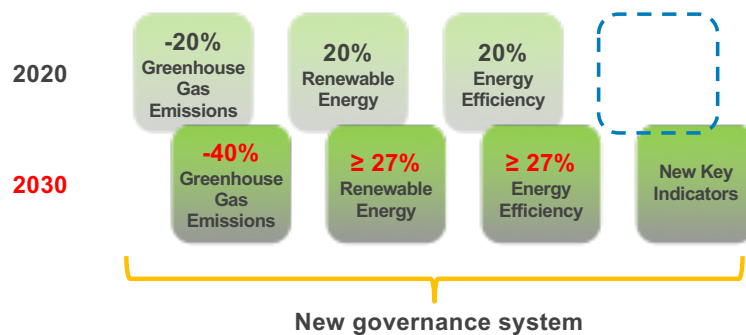 2020
-20%
Greenhouse
Gas
Emissions
20%
Renewable
Energy
20%
Energy
Efficiency
2030
-40%
Greenhouse
Gas
Emissions
≥ 27%
Renewable
Energy
≥ 27%
Energy
Efficiency
New Key
Indicators
New governance system